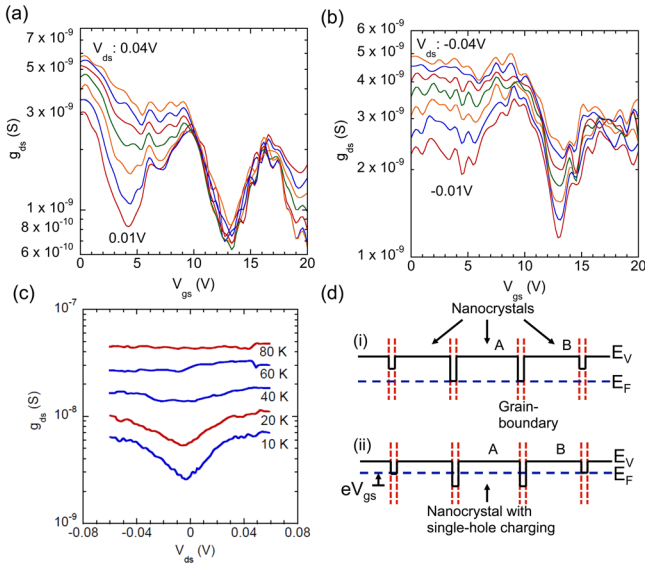 (a)
7 x 10⁻⁹
5 x 10⁻⁹
3 x 10⁻⁹
1 x 10⁻⁹
8 x 10⁻¹⁰
6 x 10⁻¹⁰
g_ds (S)
V_ds : 0.04V
0.01V
0 5 10 15 20
V_gs
(b)
6 x 10⁻⁹
5 x 10⁻⁹
4 x 10⁻⁹
3 x 10⁻⁹
2 x 10⁻⁹
1 x 10⁻⁹
g_ds (S)
V_ds : -0.04V
-0.01V
0 5 10 15 20
V_gs
(c)
10⁻⁷
10⁻⁸
10⁻⁹
g_ds (S)
80 K
60 K
40 K
20 K
10 K
-0.08 -0.04 0 0.04 0.08
V_ds (V)
(d)
Nanocrystals
(i)
A B
E_V
E_F
Grain-
boundary
(ii)
A B
E_V
E_F
eV_gs
Nanocrystal with
single-hole charging